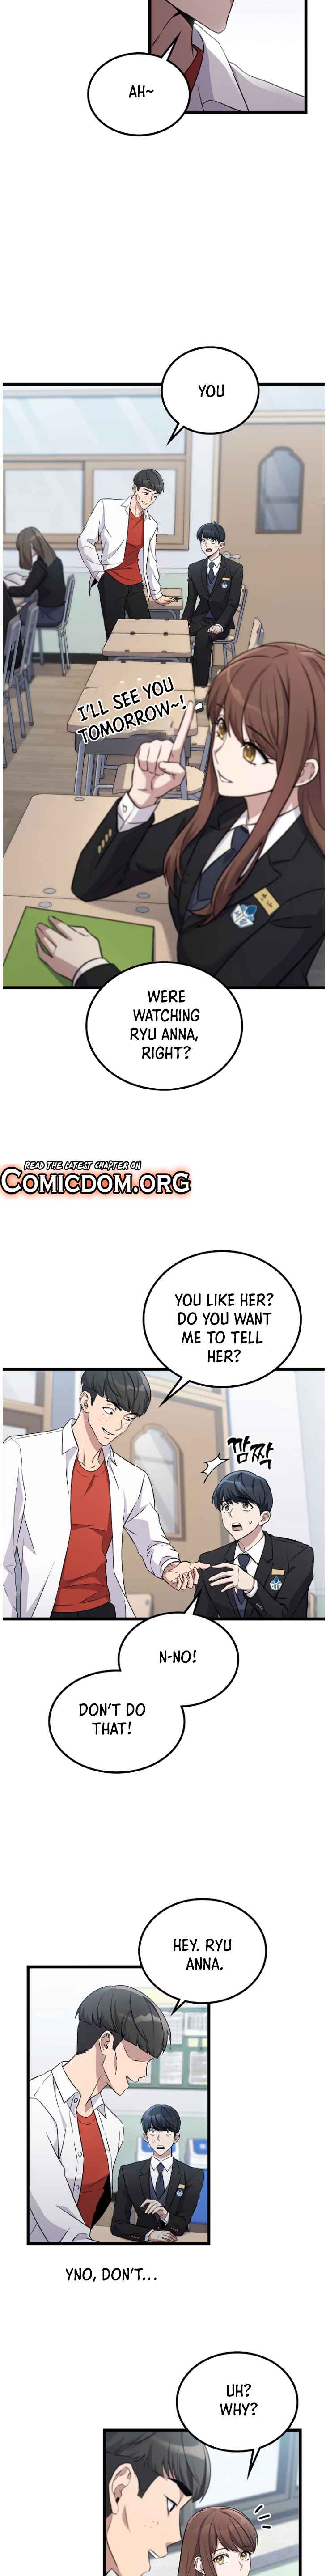 AH~
YOU
I'LL SEE YOU
TOMORROW~!
WERE
WATCHING
RYU ANNA,
RIGHT?
READ THE LATEST CHAPTER ON
COMICDOM.ORG
YOU LIKE HER?
DO YOU WANT
ME TO TELL
HER?
깜짝
N-NO!
DON'T DO
THAT!
HEY. RYU
ANNA.
YNO, DON'T...
UH?
WHY?